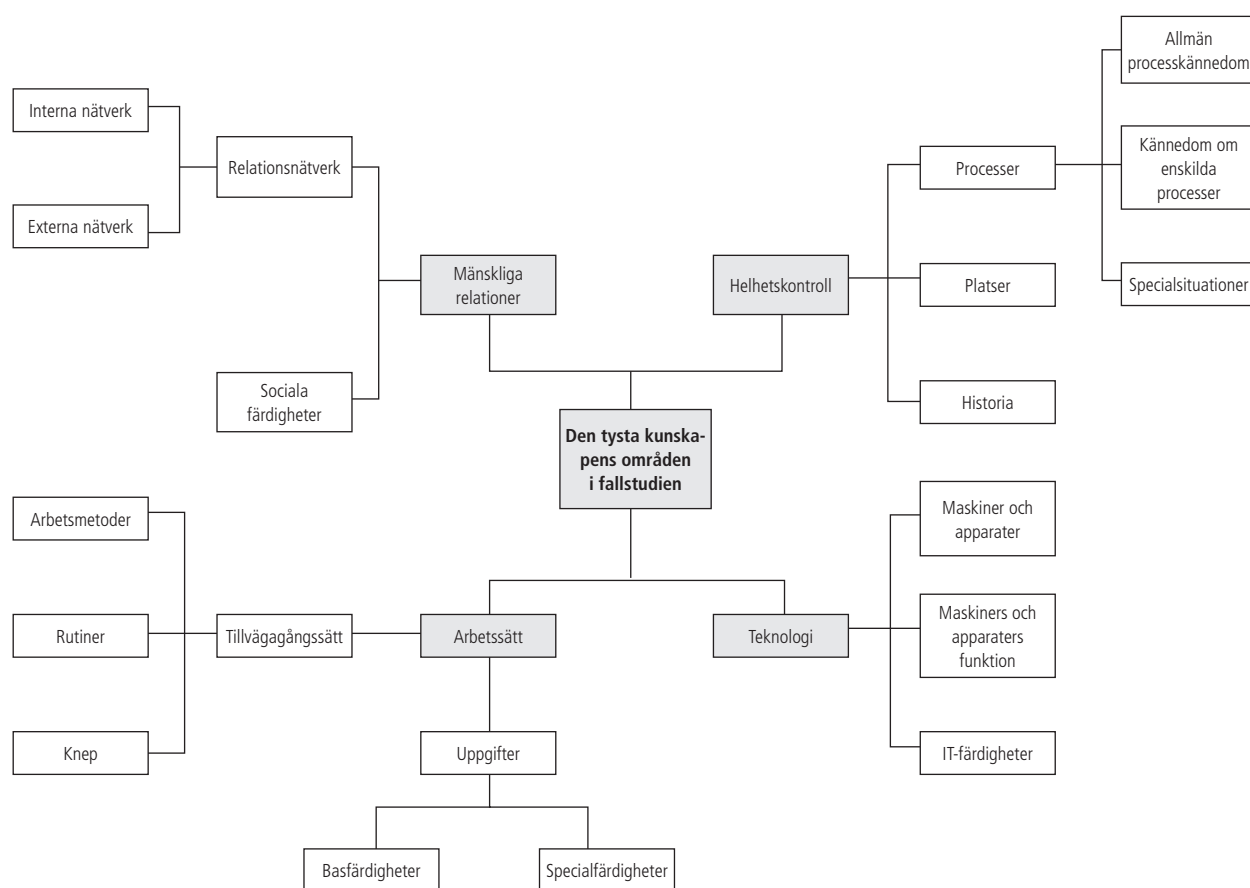 Allmän
processkännedom
Interna nätverk
Relationsnätverk
Processer
Kännedom om
enskilda
processer
Externa nätverk
Mänskliga
relationer
Helhetskontroll
Platser
Specialsituationer
Sociala
färdigheter
Historia
Den tysta kunska-
pens områden
i fallstudien
Arbetsmetoder
Maskiner och
apparater
Rutiner
Tillvägagångssätt
Arbetssätt
Teknologi
Maskiners och
apparaters
funktion
Knep
Uppgifter
IT-färdigheter
Basfärdigheter
Specialfärdigheter